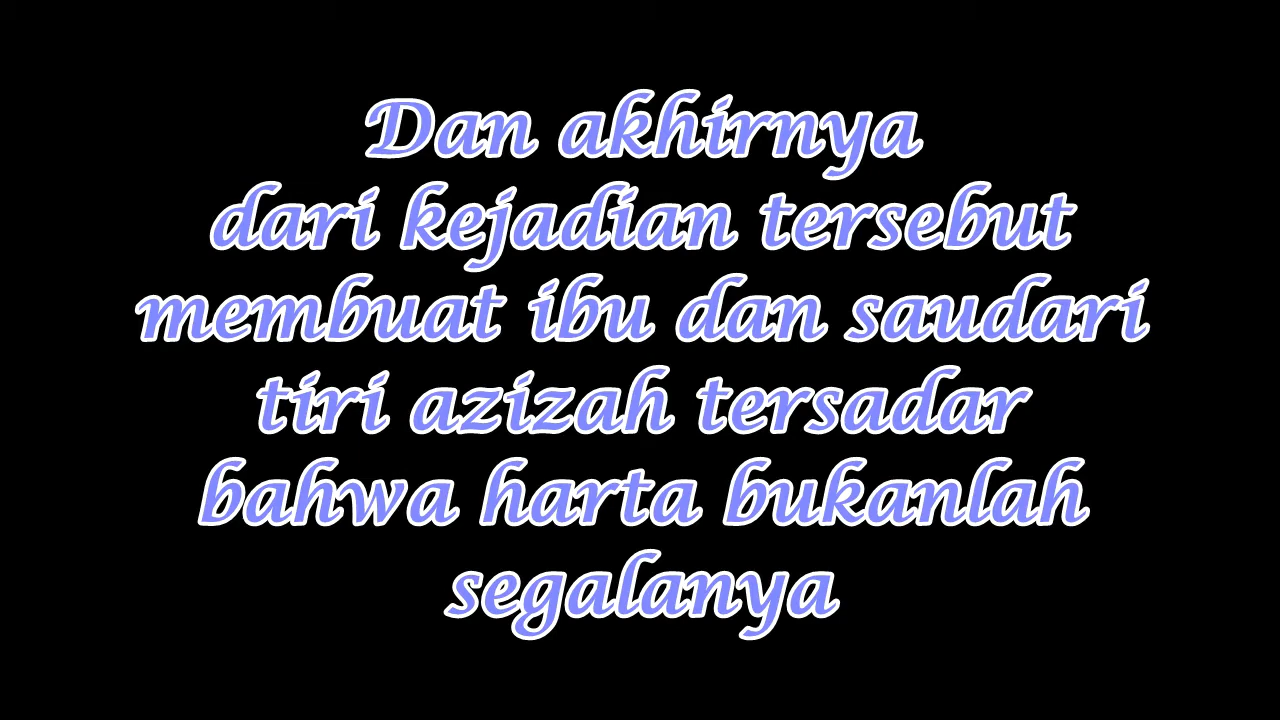 Dan akhirnya
dari kejadian tersebut
membuat ibu dan saudari
tiri azizah tersadar
bahwa harta bukanlah
segalanya